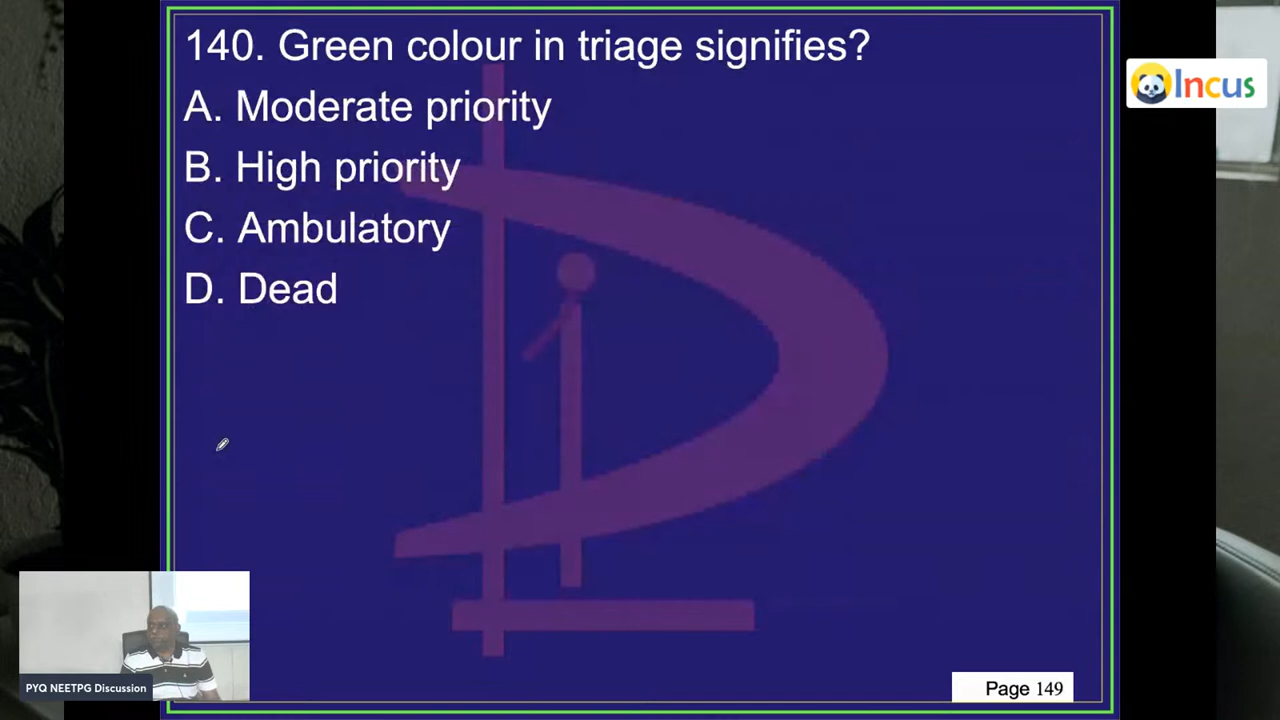 140. Green colour in triage signifies?
A. Moderate priority
B. High priority
C. Ambulatory
D. Dead
Incus
PYQ NEETPG Discussion
Page 149